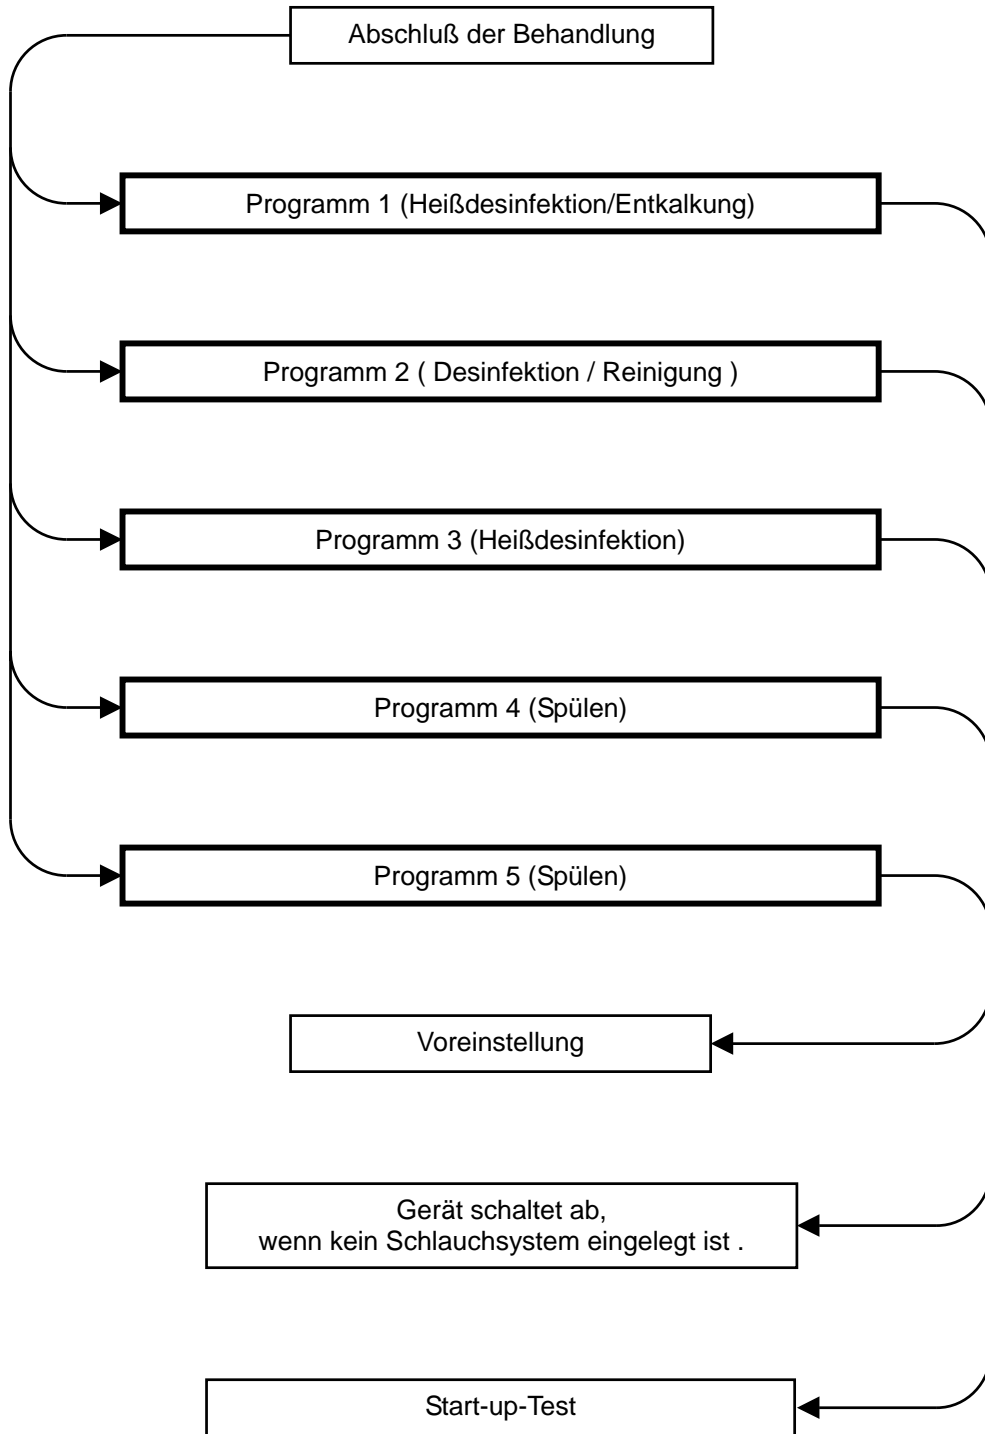 Abschluß der Behandlung
Programm 1 (Heißdesinfektion/Entkalkung)
Programm 2 ( Desinfektion / Reinigung )
Programm 3 (Heißdesinfektion)
Programm 4 (Spülen)
Programm 5 (Spülen)
Voreinstellung
Gerät schaltet ab,
wenn kein Schlauchsystem eingelegt ist .
Start-up-Test